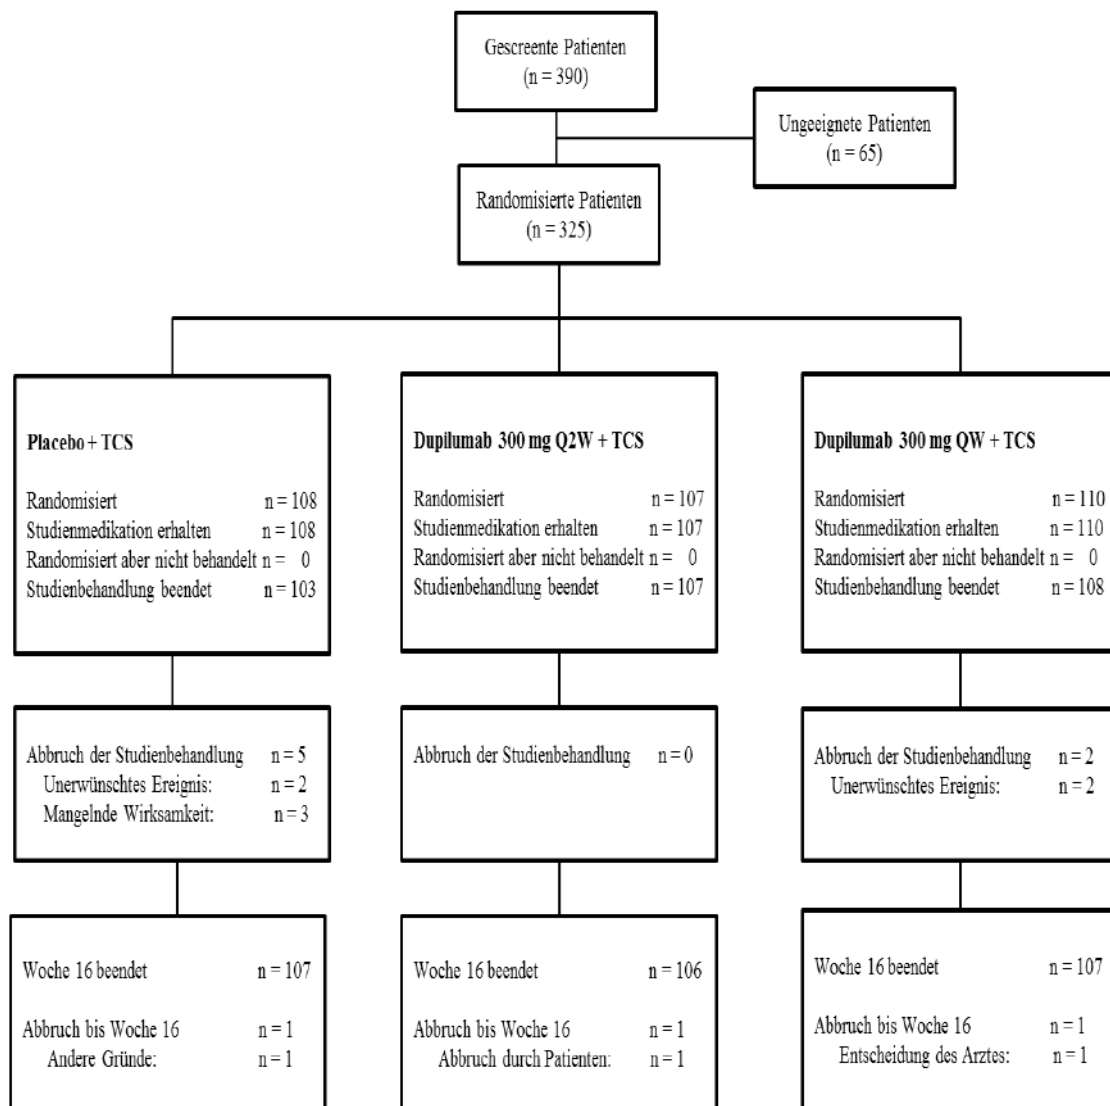 Gescreente Patienten
(n = 390)
Ungeeignete Patienten
(n = 65)
Randomisierte Patienten
(n = 325)
Placebo + TCS
Randomisiert n = 108
Studienmedikation erhalten n = 108
Randomisiert aber nicht behandelt n = 0
Studienbehandlung beendet n = 103
Dupilumab 300 mg Q2W + TCS
Randomisiert n = 107
Studienmedikation erhalten n = 107
Randomisiert aber nicht behandelt n = 0
Studienbehandlung beendet n = 107
Dupilumab 300 mg QW + TCS
Randomisiert n = 110
Studienmedikation erhalten n = 110
Randomisiert aber nicht behandelt n = 0
Studienbehandlung beendet n = 108
Abbruch der Studienbehandlung n = 5
Unerwünschtes Ereignis: n = 2
Mangelnde Wirksamkeit: n = 3
Abbruch der Studienbehandlung n = 0
Abbruch der Studienbehandlung n = 2
Unerwünschtes Ereignis: n = 2
Woche 16 beendet n = 107
Abbruch bis Woche 16 n = 1
Andere Gründe: n = 1
Woche 16 beendet n = 106
Abbruch bis Woche 16 n = 1
Abbruch durch Patienten: n = 1
Woche 16 beendet n = 107
Abbruch bis Woche 16 n = 1
Entscheidung des Arztes: n = 1